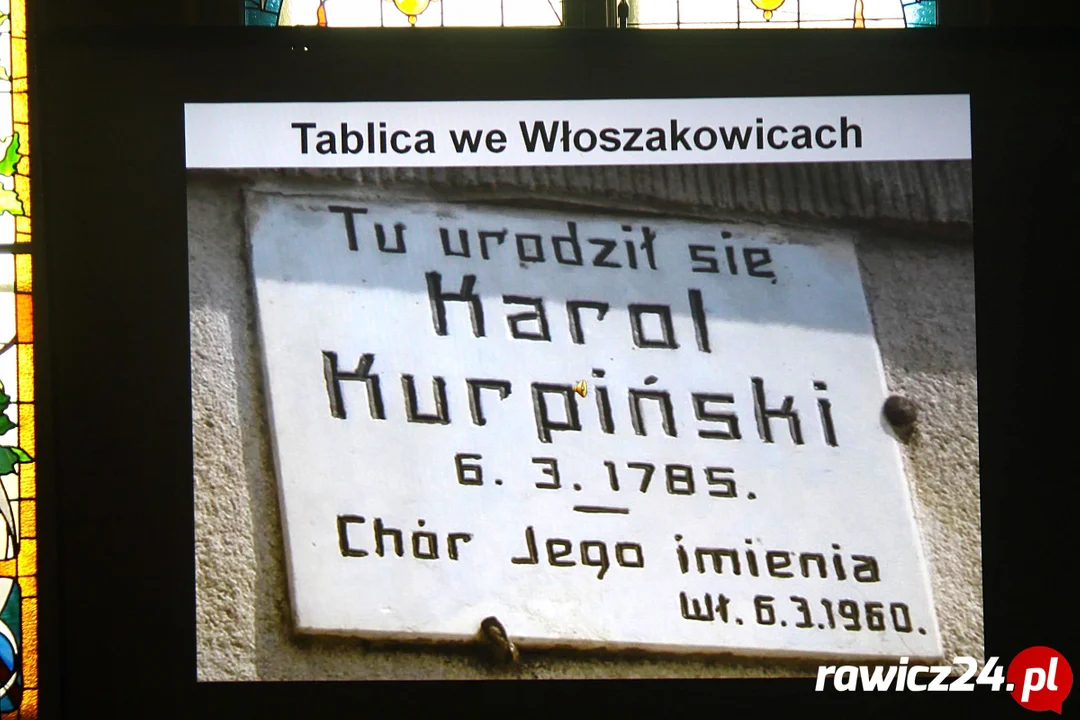 Tablica we Włoszakowicach
Tu urodził się
Karol
Kurpiński
6. 3. 1785.
Chór Jego imienia
Wł. 6.3.1960.
rawicz24.pl